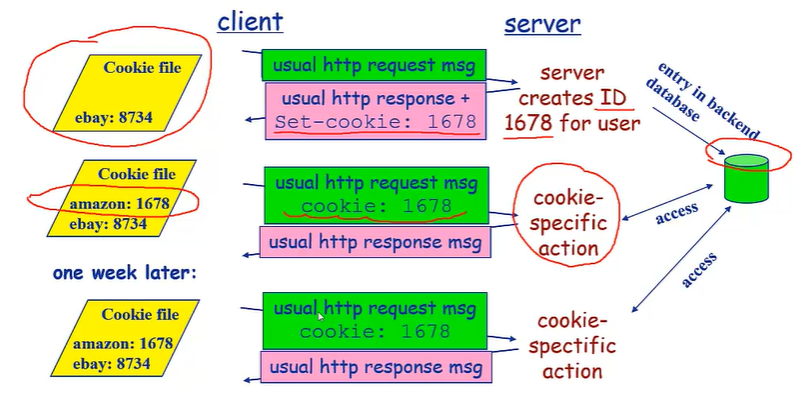 client
server
Cookie file
ebay: 8734
usual http request msg
usual http response +
Set-cookie: 1678
server
creates ID
1678 for user
entry in backend
database
Cookie file
amazon: 1678
ebay: 8734
usual http request msg
cookie: 1678
usual http response msg
cookie-
specific
action
access
access
one week later:
Cookie file
amazon: 1678
ebay: 8734
usual http request msg
cookie: 1678
usual http response msg
cookie-
spectific
action